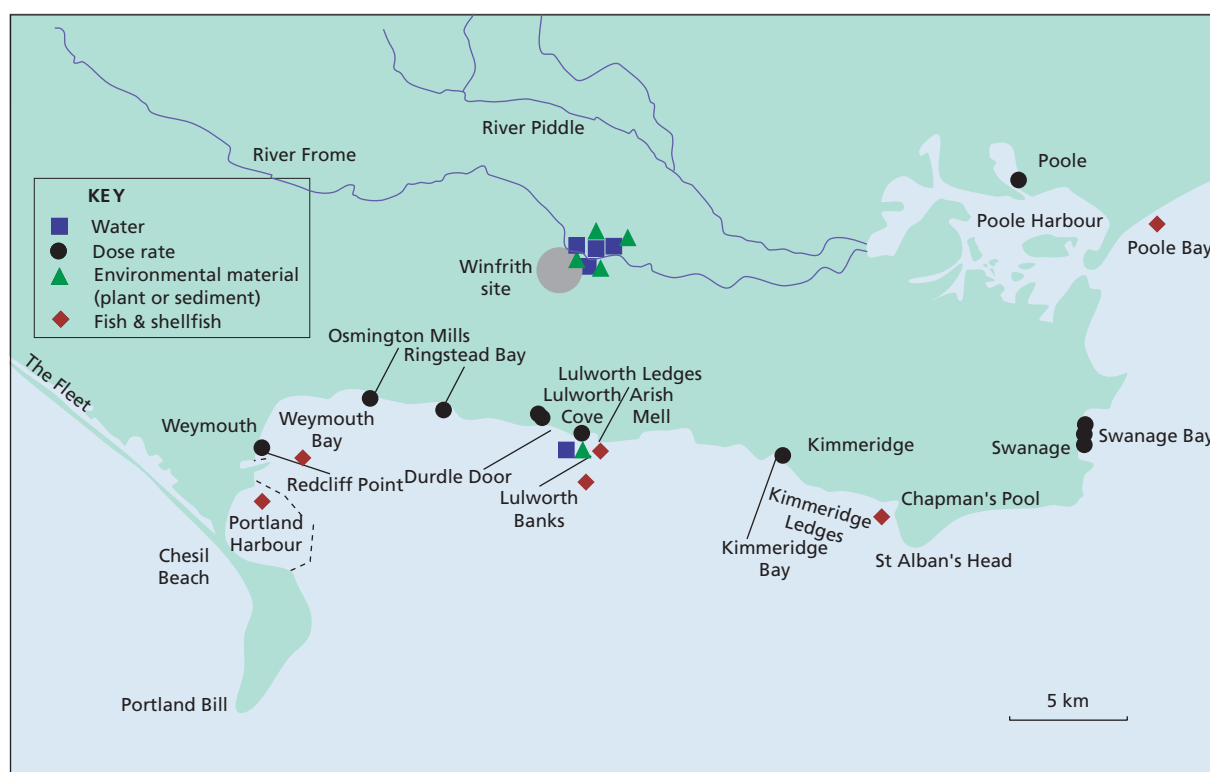 River Piddle
River Frome
KEY
Water
Dose rate
Environmental material
(plant or sediment)
Fish & shellfish
Winfrith
site
Poole
Poole Harbour
Poole Bay
The Fleet
Osmington Mills
Ringstead Bay
Weymouth
Weymouth
Bay
Redcliff Point
Portland
Harbour
Chesil
Beach
Portland Bill
Durdle Door
Lulworth
Cove
Lulworth Ledges
Arish
Mell
Lulworth
Banks
Kimmeridge
Kimmeridge
Bay
Kimmeridge
Ledges
Chapman's Pool
St Alban's Head
Swanage
Swanage Bay
5 km